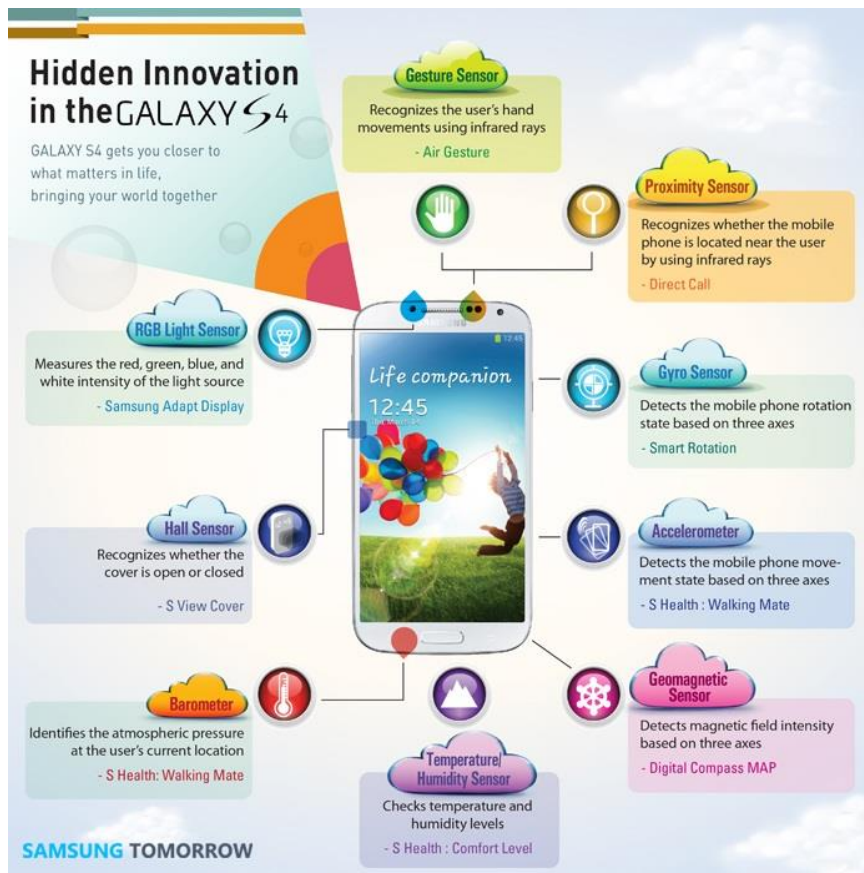 Hidden Innovation
in the GALAXY S4
GALAXY S4 gets you closer to
what matters in life,
bringing your world together
Gesture Sensor
Recognizes the user's hand
movements using infrared rays
- Air Gesture
Proximity Sensor
Recognizes whether the mobile
phone is located near the user
by using infrared rays
- Direct Call
RGB Light Sensor
Measures the red, green, blue, and
white intensity of the light source
- Samsung Adapt Display
Gyro Sensor
Detects the mobile phone rotation
state based on three axes
- Smart Rotation
SAMSUNG
12:45
Life companion
12:45
Hall Sensor
Recognizes whether the
cover is open or closed
- S View Cover
Accelerometer
Detects the mobile phone move-
ment state based on three axes
- S Health : Walking Mate
Barometer
Identifies the atmospheric pressure
at the user's current location
- S Health: Walking Mate
Temperature/
Humidity Sensor
Checks temperature and
humidity levels
- S Health : Comfort Level
Geomagnetic
Sensor
Detects magnetic field intensity
based on three axes
- Digital Compass MAP
SAMSUNG TOMORROW